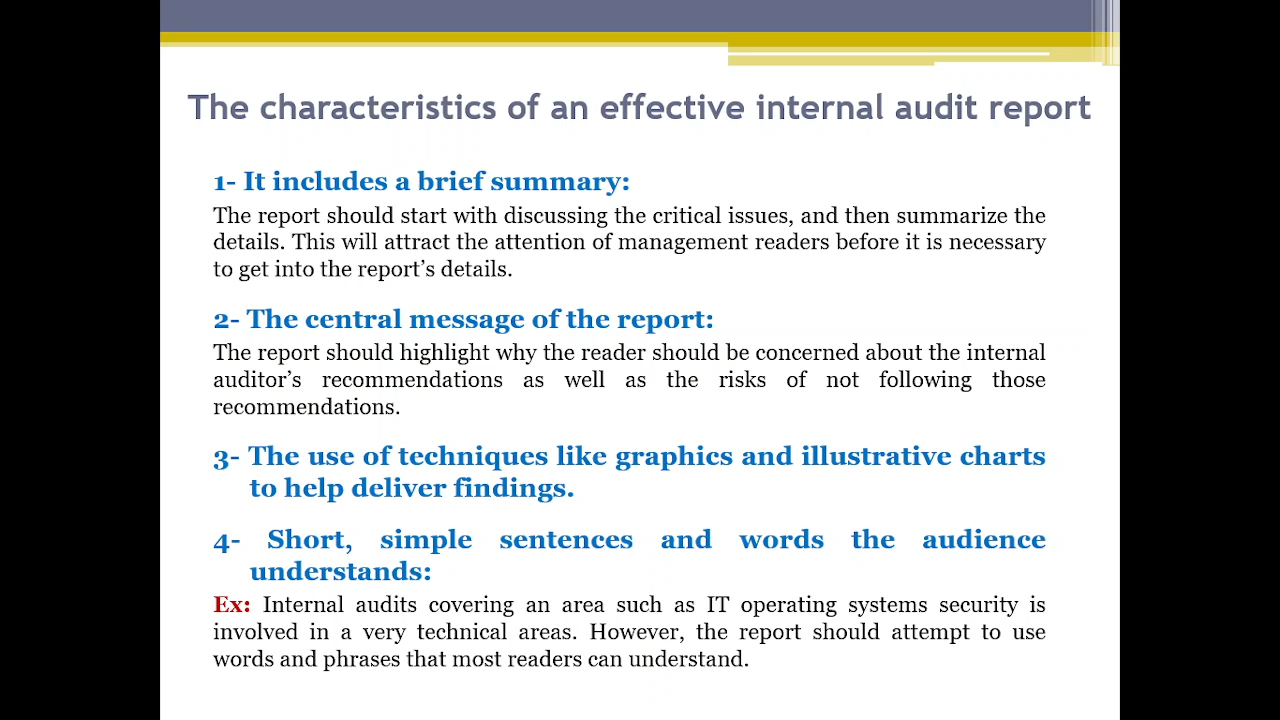 The characteristics of an effective internal audit report
1- It includes a brief summary:
The report should start with discussing the critical issues, and then summarize the
details. This will attract the attention of management readers before it is necessary
to get into the report’s details.
2- The central message of the report:
The report should highlight why the reader should be concerned about the internal
auditor’s recommendations as well as the risks of not following those
recommendations.
3- The use of techniques like graphics and illustrative charts
to help deliver findings.
4- Short, simple sentences and words the audience
understands:
Ex: Internal audits covering an area such as IT operating systems security is
involved in a very technical areas. However, the report should attempt to use
words and phrases that most readers can understand.